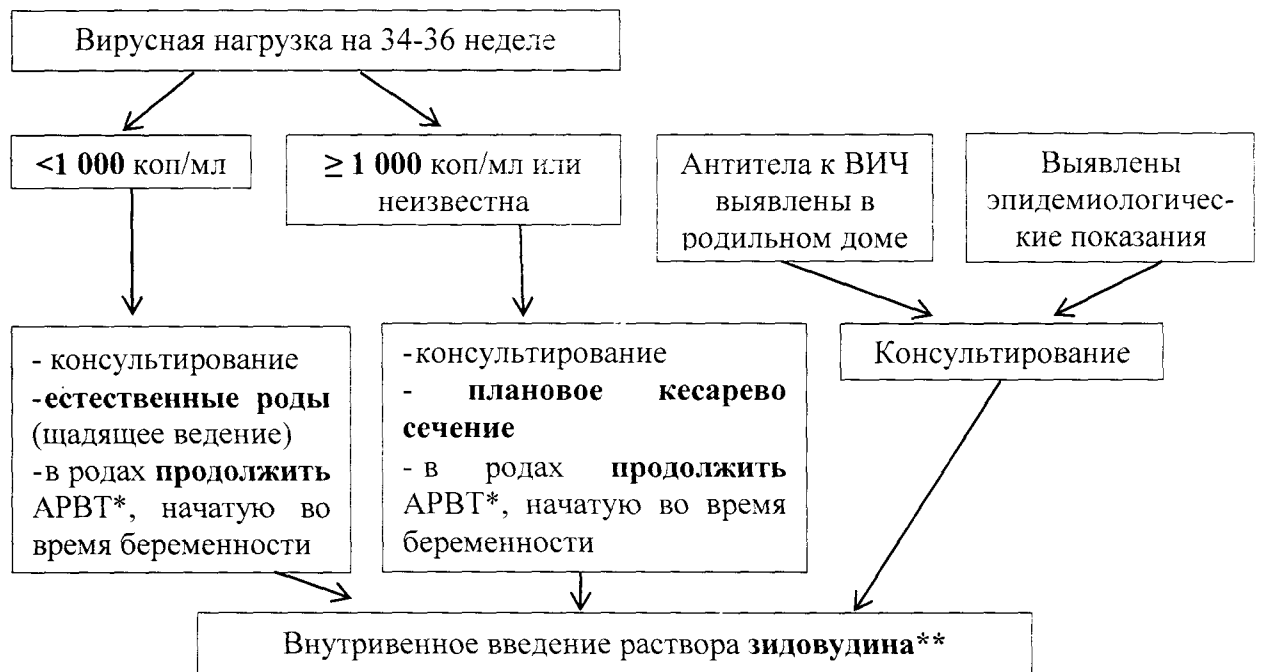 Вирусная нагрузка на 34-36 неделе
<1 000 коп/мл
≥ 1 000 коп/мл или
неизвестна
Антитела к ВИЧ
выявлены в
родильном доме
Выявлены
эпидемиологичес-
кие показания
- консультирование
-естественные роды
(щадящее ведение)
-в родах продолжить
АРВТ*, начатую во
время беременности
-консультирование
- плановое кесарево
сечение
- в родах продолжить
АРВТ*, начатую во время
беременности
Консультирование
Внутривенное введение раствора зидовудина**